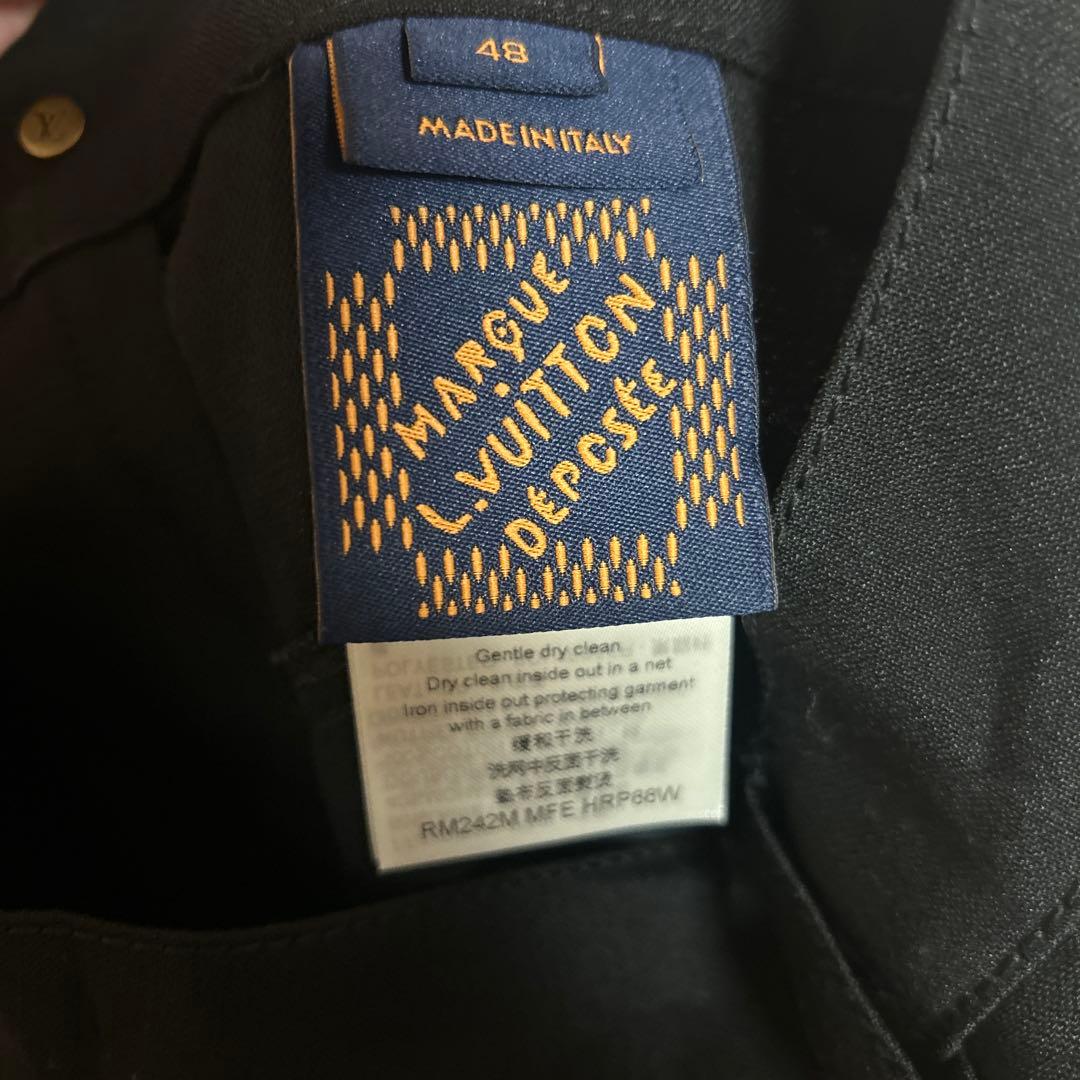 48
MADE IN ITALY
MARQUE
L.VUITTON
DÉPOSÉE
LV
Gentle dry clean
Dry clean inside out in a net
Iron inside out protecting garment
with a fabric in between
缓和干洗
洗网中反面干洗
垫布反面熨烫
RM242M MFE HRP66W